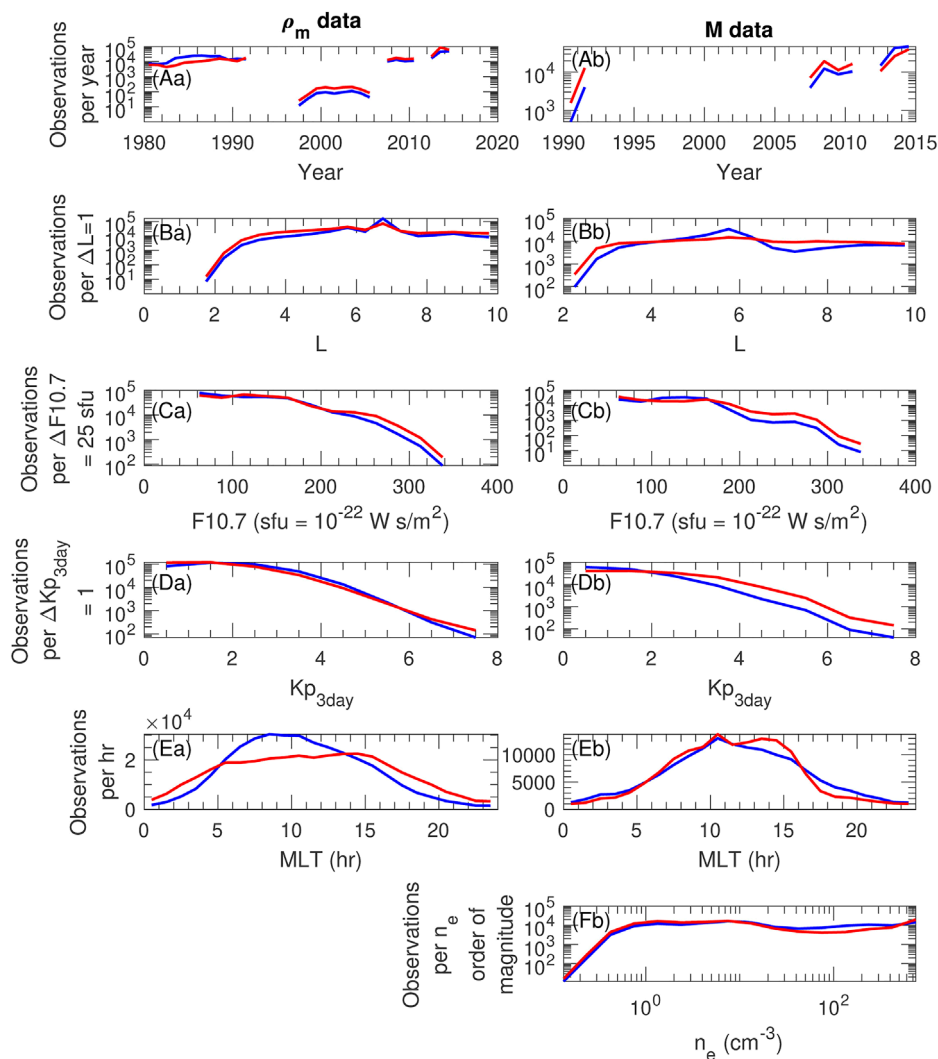 ρm data
M data
Observations
per year
10^5
10^4
10^3
10^2
10^1
(Aa)
1980 1990 2000 2010 2020
Year
10^4
10^3
(Ab)
1990 1995 2000 2005 2010 2015
Year
Observations
per ΔL=1
10^5
10^4
10^3
10^2
10^1
(Ba)
0 2 4 6 8 10
L
10^5
10^4
10^3
10^2
(Bb)
2 4 6 8 10
L
Observations
per ΔF10.7
= 25 sfu
10^5
10^4
10^3
10^2
(Ca)
0 100 200 300 400
F10.7 (sfu = 10^-22 W s/m^2)
10^5
10^4
10^3
10^2
10^1
(Cb)
0 100 200 300 400
F10.7 (sfu = 10^-22 W s/m^2)
Observations
per ΔKp3day
= 1
10^5
10^4
10^3
10^2
(Da)
0 2 4 6 8
Kp3day
10^5
10^4
10^3
10^2
(Db)
0 2 4 6 8
Kp3day
Observations
per hr
×10^4
2
0
(Ea)
0 5 10 15 20
MLT (hr)
10000
5000
0
(Eb)
0 5 10 15 20
MLT (hr)
Observations
per ne
order of
magnitude
10^5
10^4
10^3
10^2
10^1
(Fb)
10^0 10^2
ne (cm^-3)